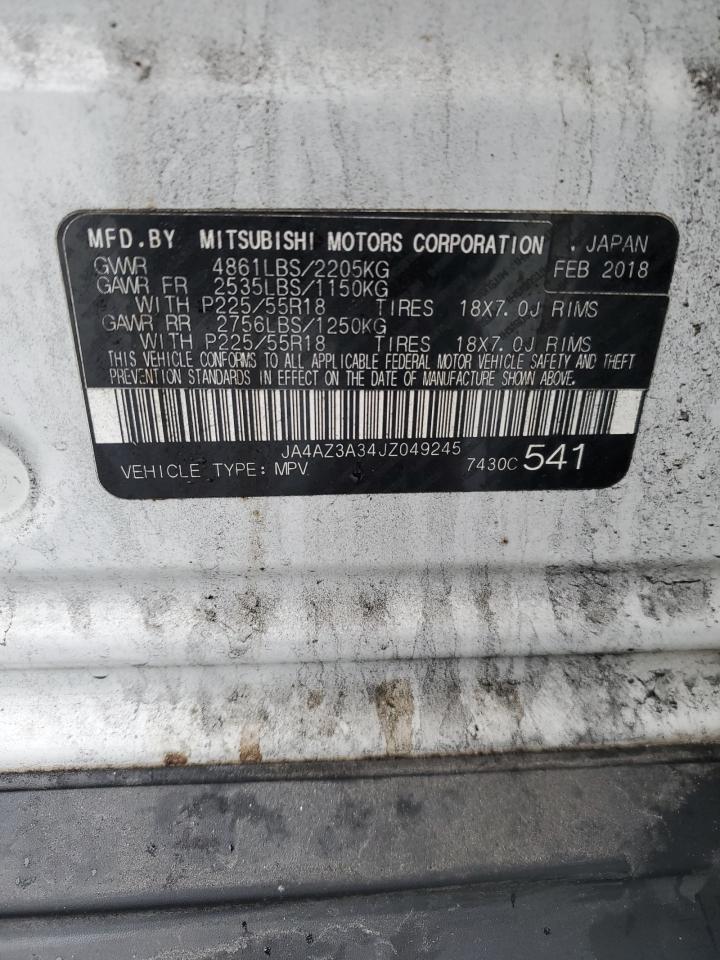 MFD.BY MITSUBISHI MOTORS CORPORATION . JAPAN
GVWR 4861LBS/2205KG FEB 2018
GAWR FR 2535LBS/1150KG
WITH P225/55R18 TIRES 18X7.0J RIMS
GAWR RR 2756LBS/1250KG
WITH P225/55R18 TIRES 18X7.0J RIMS
THIS VEHICLE CONFORMS TO ALL APPLICABLE FEDERAL MOTOR VEHICLE SAFETY AND THEFT
PREVENTION STANDARDS IN EFFECT ON THE DATE OF MANUFACTURE SHOWN ABOVE.
JA4AZ3A34JZ049245
VEHICLE TYPE: MPV 7430C 541